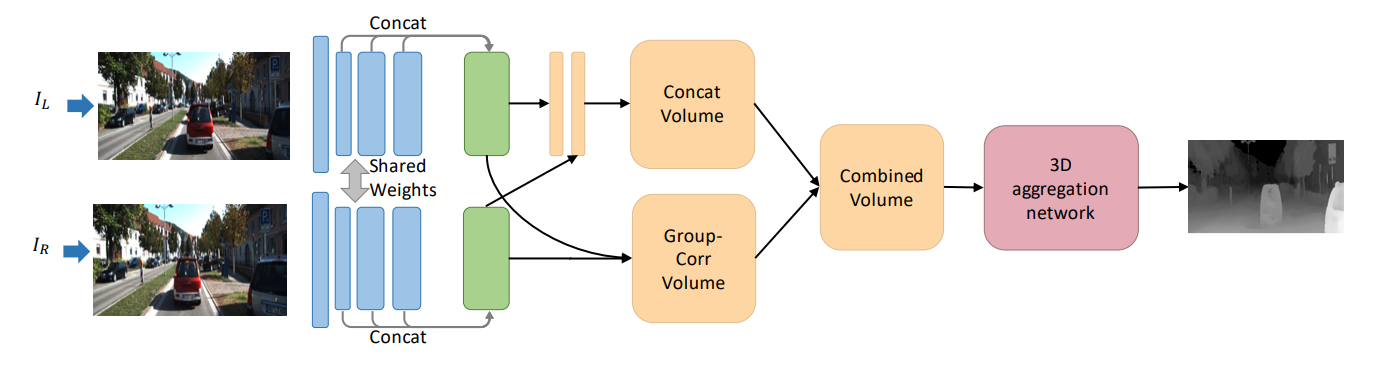 Concat
I_L
Shared
Weights
I_R
Concat
Concat
Volume
Group-
Corr
Volume
Combined
Volume
3D
aggregation
network